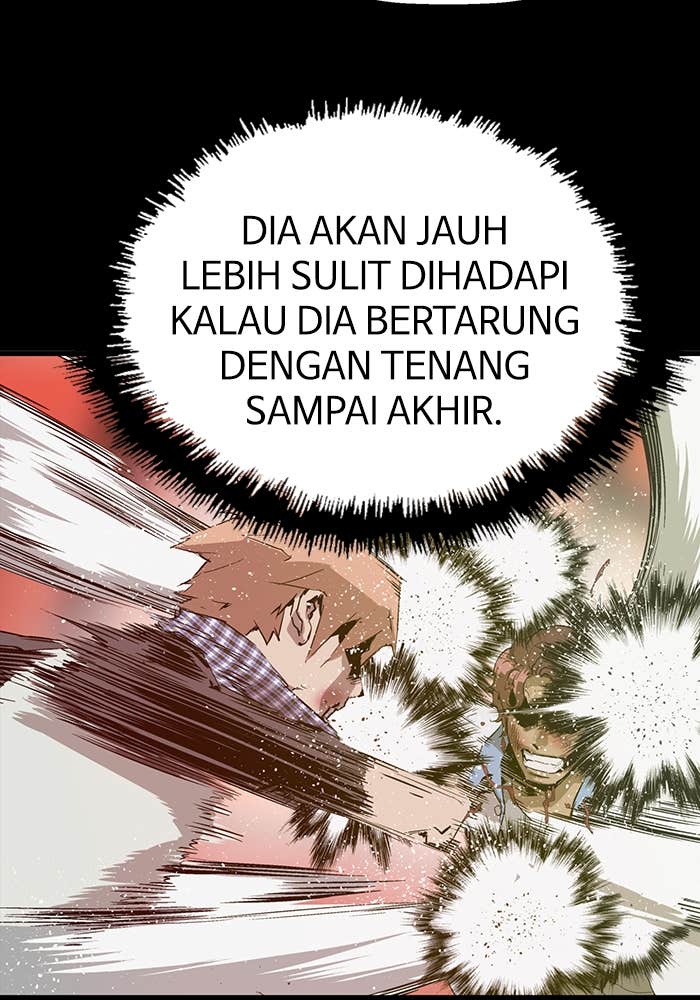 DIA AKAN JAUH
LEBIH SULIT DIHADAPI
KALAU DIA BERTARUNG
DENGAN TENANG
SAMPAI AKHIR.